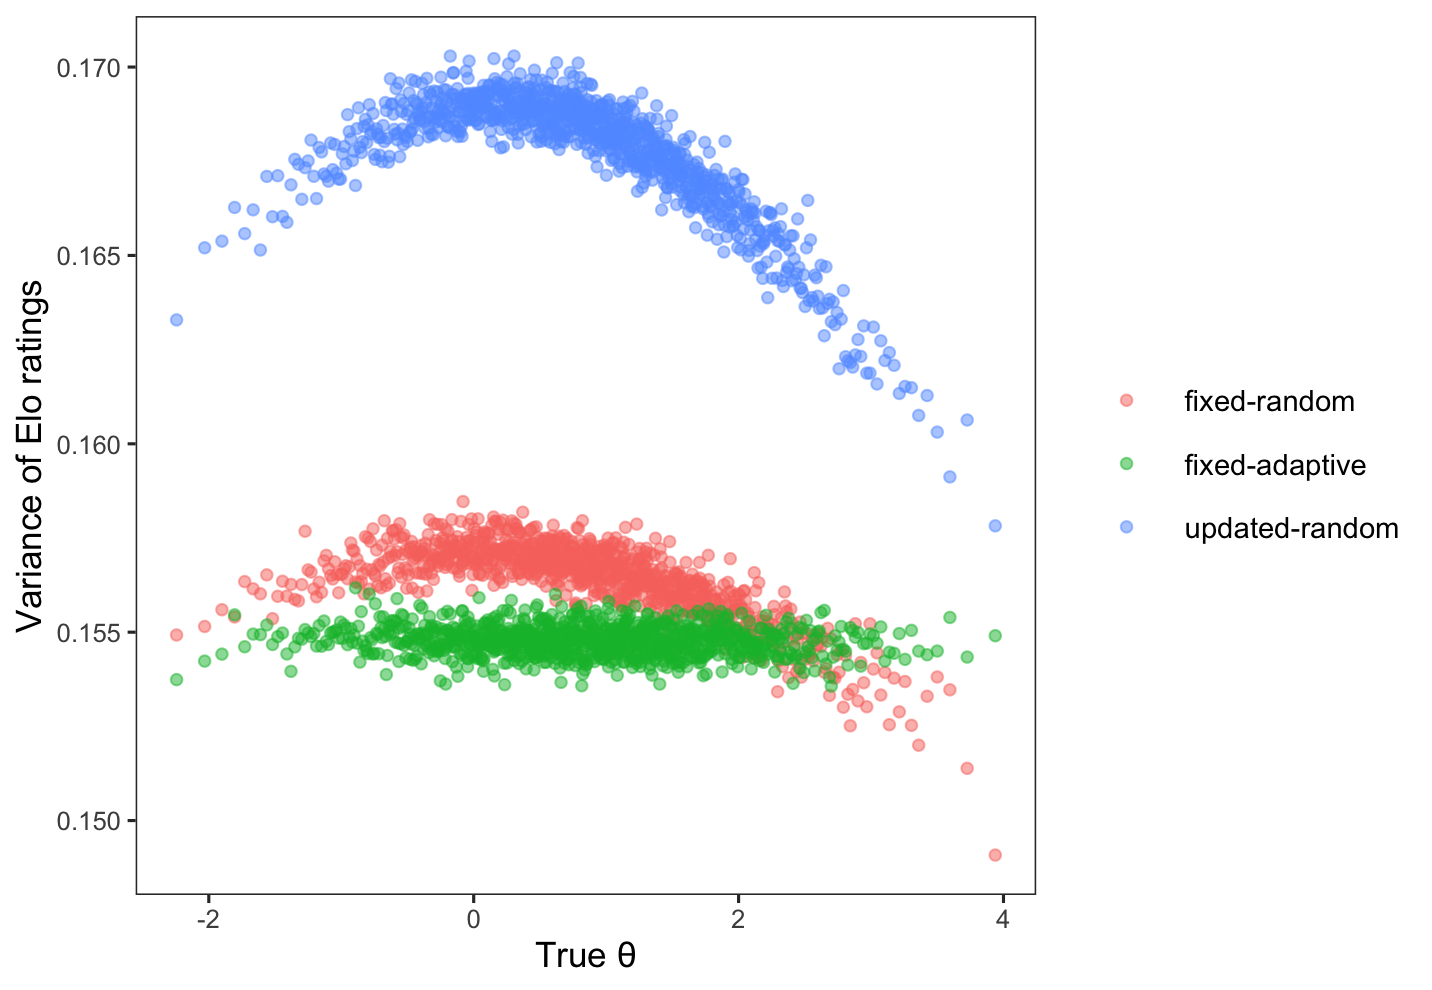 0.170
0.165
0.160
0.155
0.150
Variance of Elo ratings
-2
0
2
4
True θ
fixed-random
fixed-adaptive
updated-random